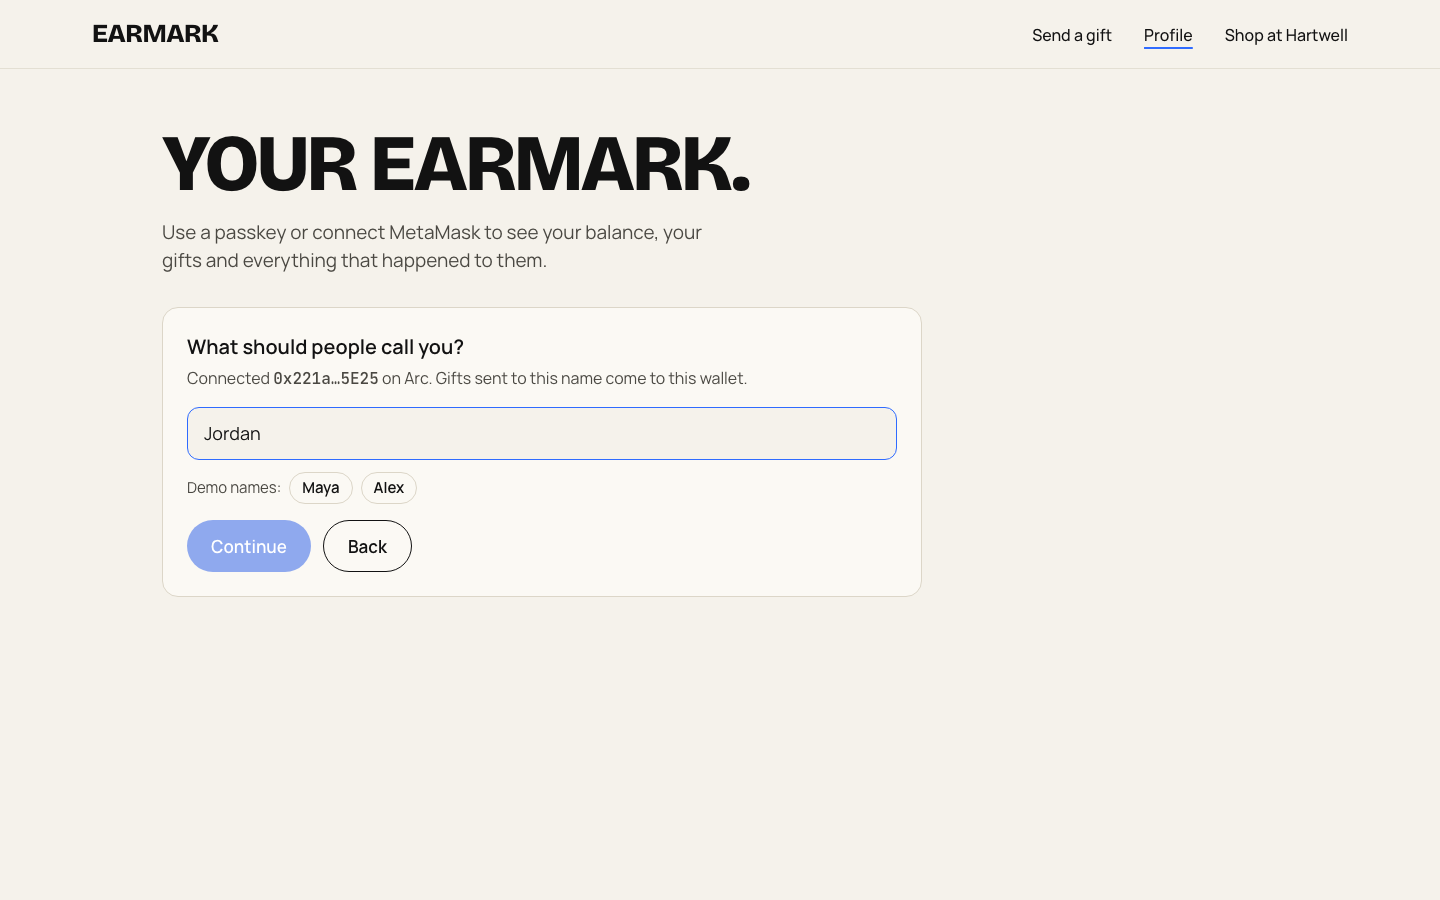 EARMARK
Send a gift
Profile
Shop at Hartwell
YOUR EARMARK.
Use a passkey or connect MetaMask to see your balance, your
gifts and everything that happened to them.
What should people call you?
Connected 0x221a…5E25 on Arc. Gifts sent to this name come to this wallet.
Jordan
Demo names: Maya Alex
Continue Back